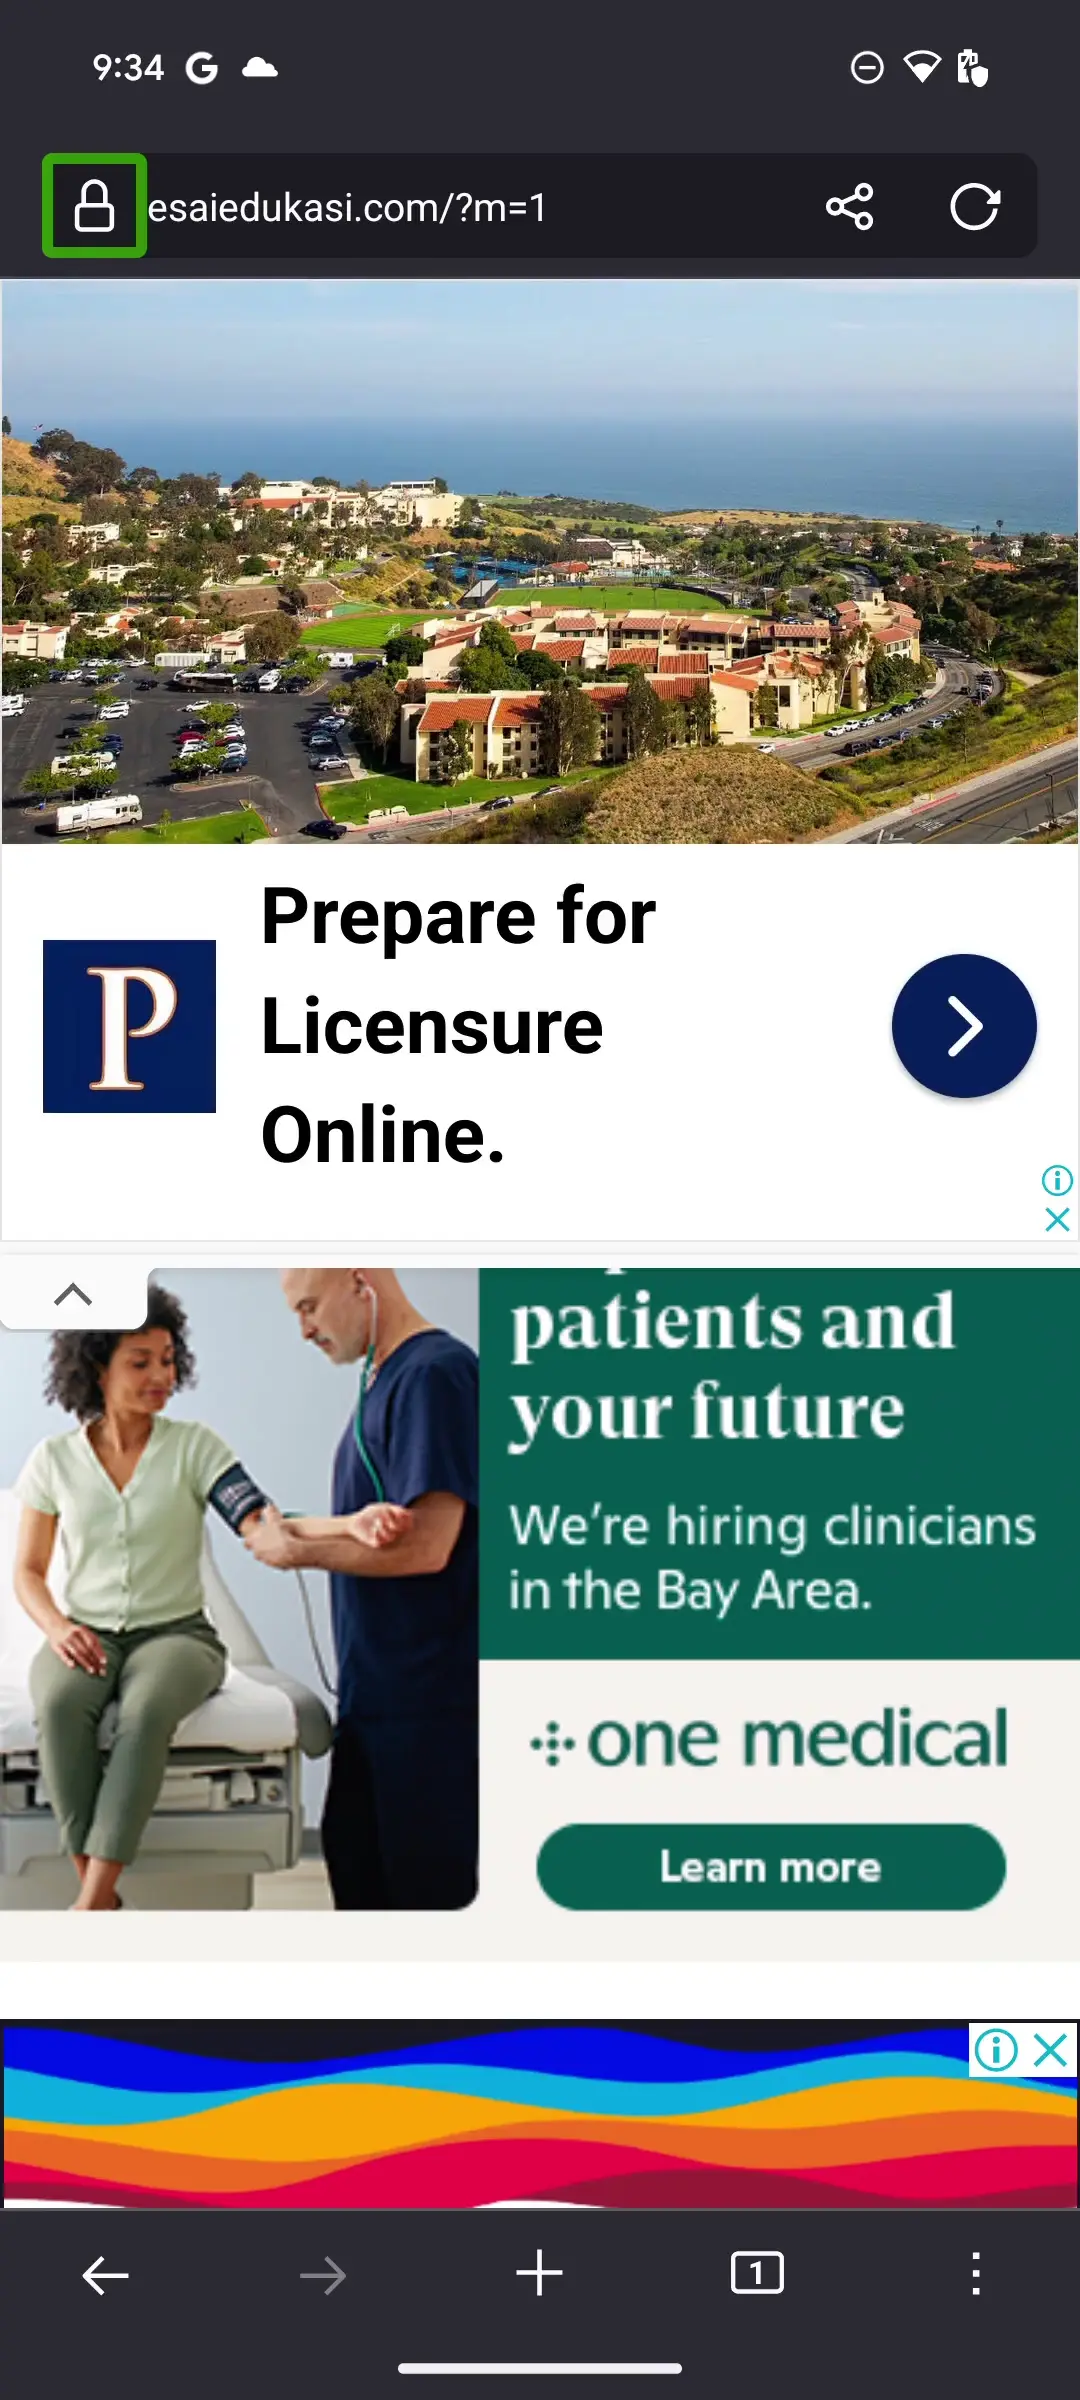 9:34
esaiedukasi.com/?m=1
P
Prepare for
Licensure
Online.
patients and
your future
We're hiring clinicians
in the Bay Area.
one medical
Learn more
1